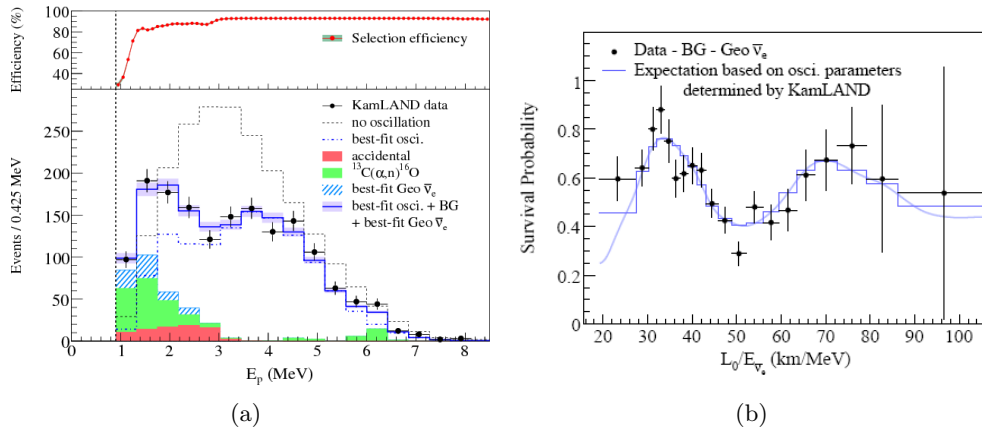 Efficiency (%)
80
60
40
Selection efficiency
Events / 0.425 MeV
250
200
150
100
50
0
KamLAND data
no oscillation
best-fit osci.
accidental
¹³C(α,n)¹⁶O
best-fit Geo ν̄ₑ
best-fit osci. + BG
+ best-fit Geo ν̄ₑ
0 1 2 3 4 5 6 7 8
Eₚ (MeV)
(a)
Survival Probability
1
0.8
0.6
0.4
0.2
0
Data - BG - Geo ν̄ₑ
Expectation based on osci. parameters
determined by KamLAND
20 30 40 50 60 70 80 90 100
L₀/E_ν̄ₑ (km/MeV)
(b)